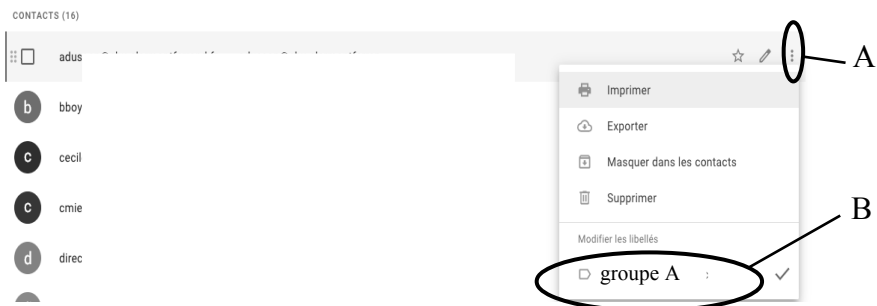 CONTACTS (16)
adus
A
Imprimer
b bboy
Exporter
c cecil
Masquer dans les contacts
c cmie
Supprimer
B
Modifier les libellés
d direc
groupe A